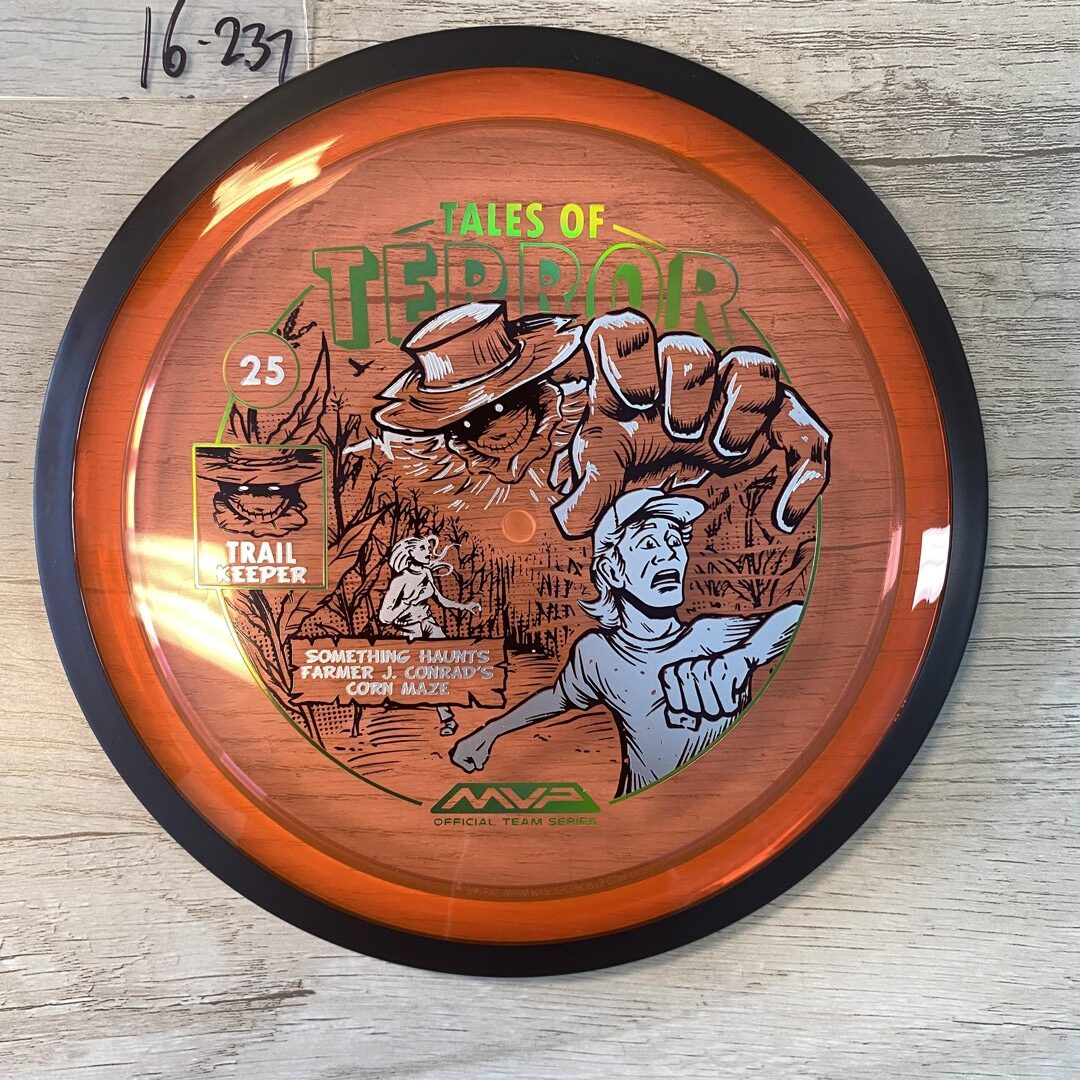 16-237
TALES OF
TERROR
25
TRAIL
KEEPER
SOMETHING HAUNTS
FARMER J. CONRAD'S
CORN MAZE
MVP
OFFICIAL TEAM SERIES